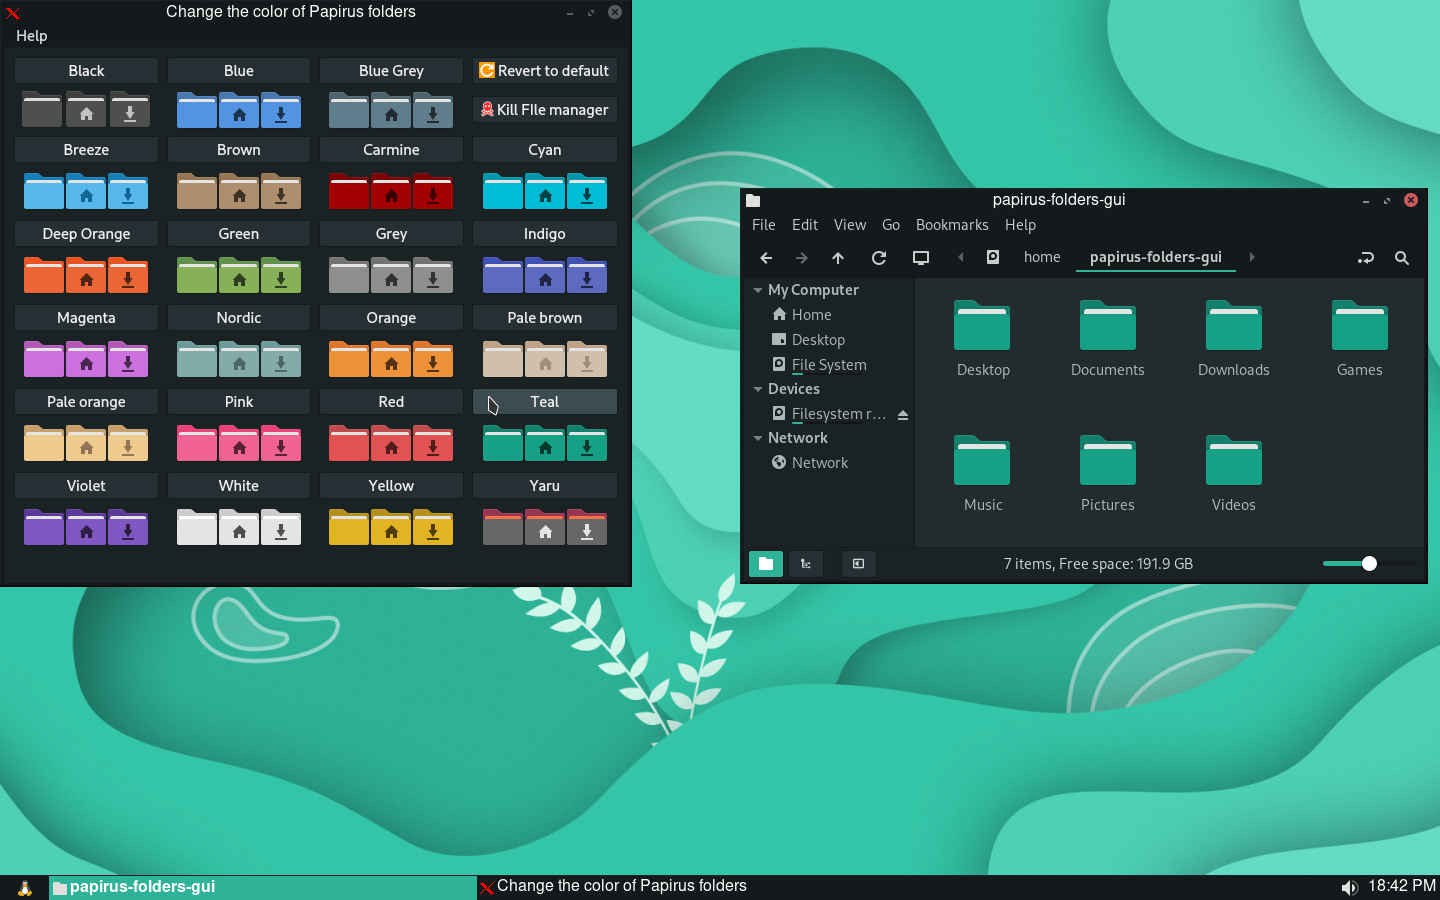 Change the color of Papirus folders
Help
Black
Blue
Blue Grey
Revert to default
Kill FIle manager
Breeze
Brown
Carmine
Cyan
Deep Orange
Green
Grey
Indigo
Magenta
Nordic
Orange
Pale brown
Pale orange
Pink
Red
Teal
Violet
White
Yellow
Yaru
papirus-folders-gui
File Edit View Go Bookmarks Help
home papirus-folders-gui
My Computer
Home
Desktop
File System
Devices
Filesystem r...
Network
Network
Desktop
Documents
Downloads
Games
Music
Pictures
Videos
7 items, Free space: 191.9 GB
papirus-folders-gui
Change the color of Papirus folders
18:42 PM